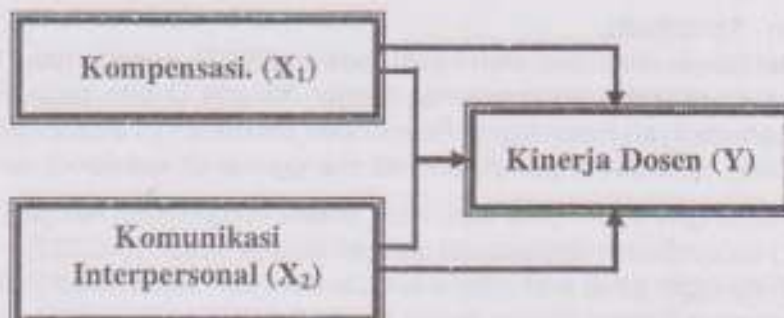 Kompensasi. (X₁)
Kinerja Dosen (Y)
Komunikasi
Interpersonal (X₂)